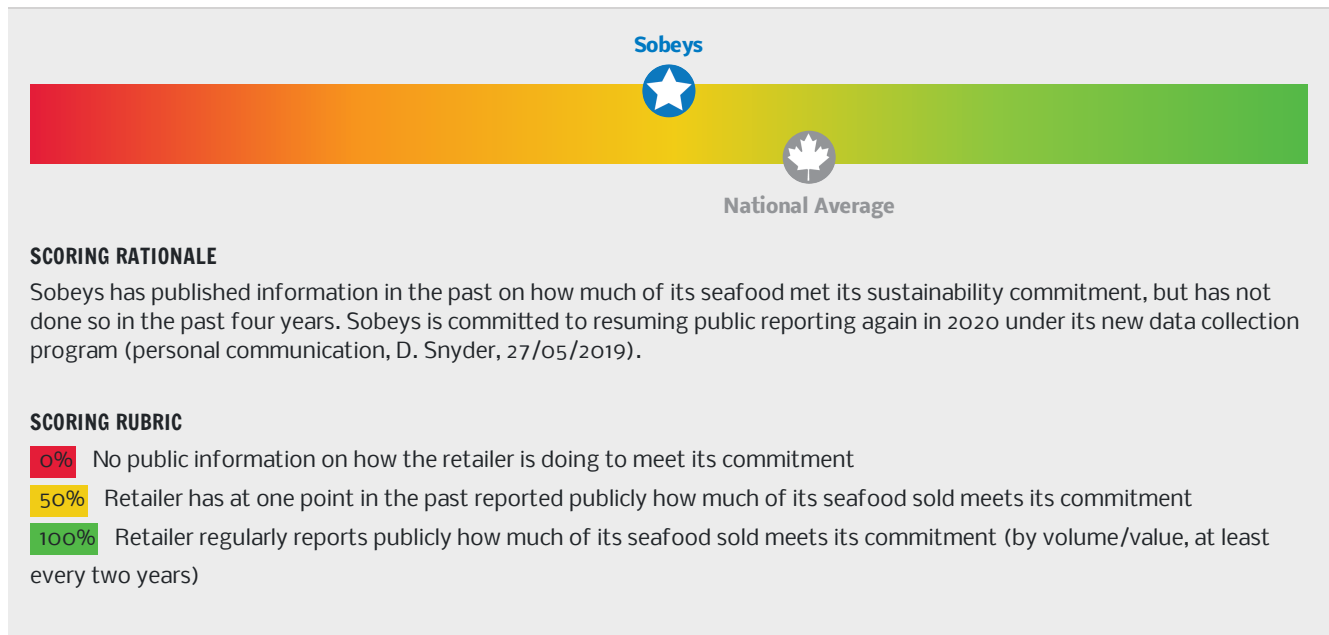 Sobeys
National Average
SCORING RATIONALE
Sobeys has published information in the past on how much of its seafood met its sustainability commitment, but has not
done so in the past four years. Sobeys is committed to resuming public reporting again in 2020 under its new data collection
program (personal communication, D. Snyder, 27/05/2019).
SCORING RUBRIC
0% No public information on how the retailer is doing to meet its commitment
50% Retailer has at one point in the past reported publicly how much of its seafood sold meets its commitment
100% Retailer regularly reports publicly how much of its seafood sold meets its commitment (by volume/value, at least
every two years)